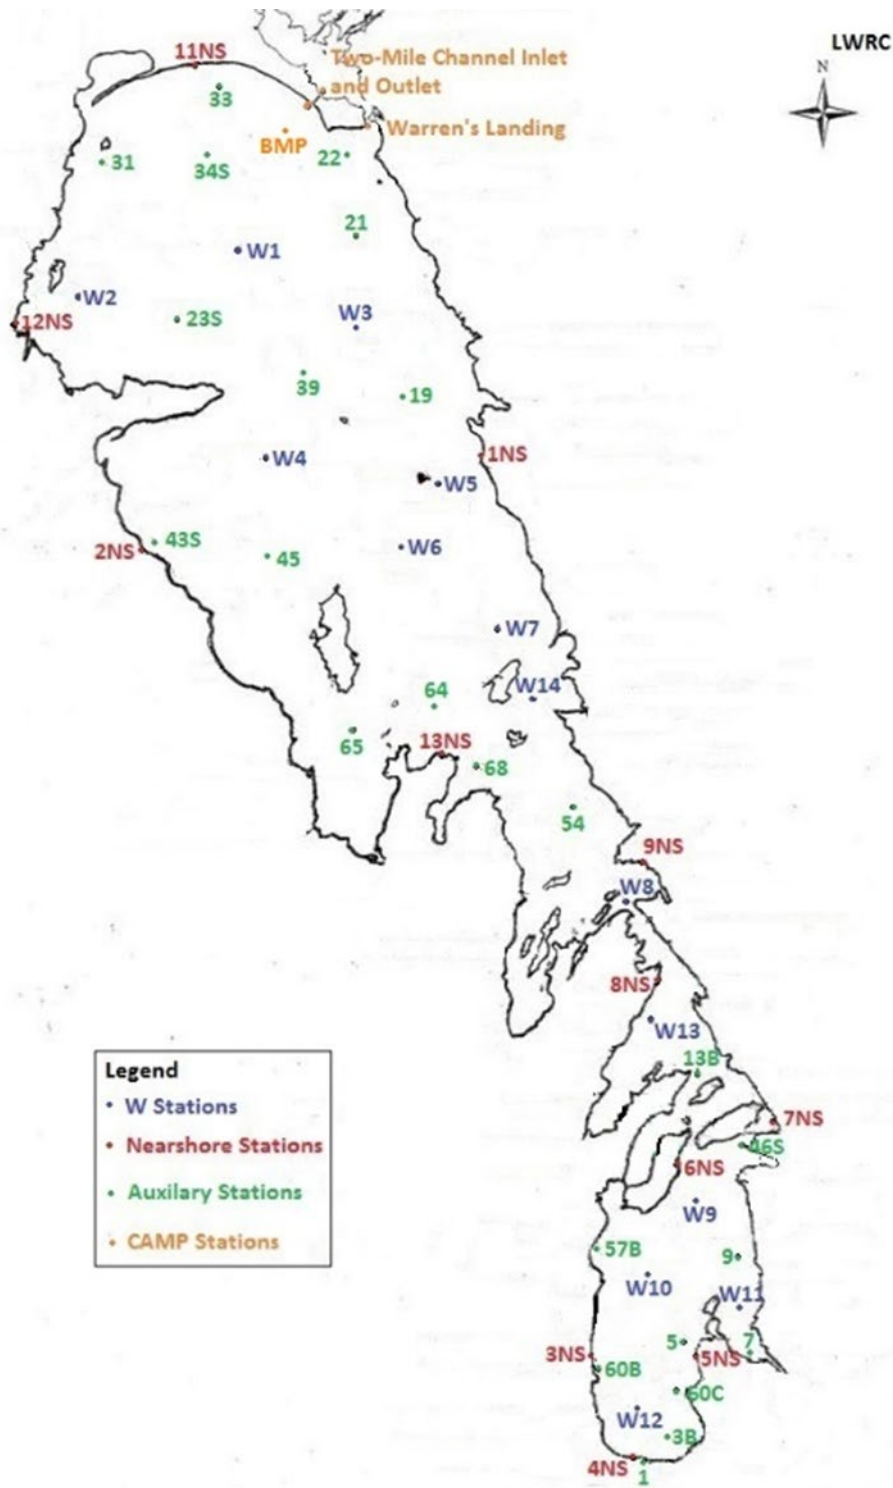 LWRC
N
11NS
Two-Mile Channel Inlet
and Outlet
33
Warren's Landing
BMP
31
34S
22
21
W1
W2
12NS
23S
W3
39
19
W4
1NS
W5
2NS
43S
45
W6
W7
64
W14
65
13NS
68
54
9NS
W8
8NS
W13
13B
7NS
46S
6NS
W9
57B
9
W10
W11
5
7
3NS
5NS
60B
60C
W12
3B
4NS
1
Legend
W Stations
Nearshore Stations
Auxilary Stations
CAMP Stations